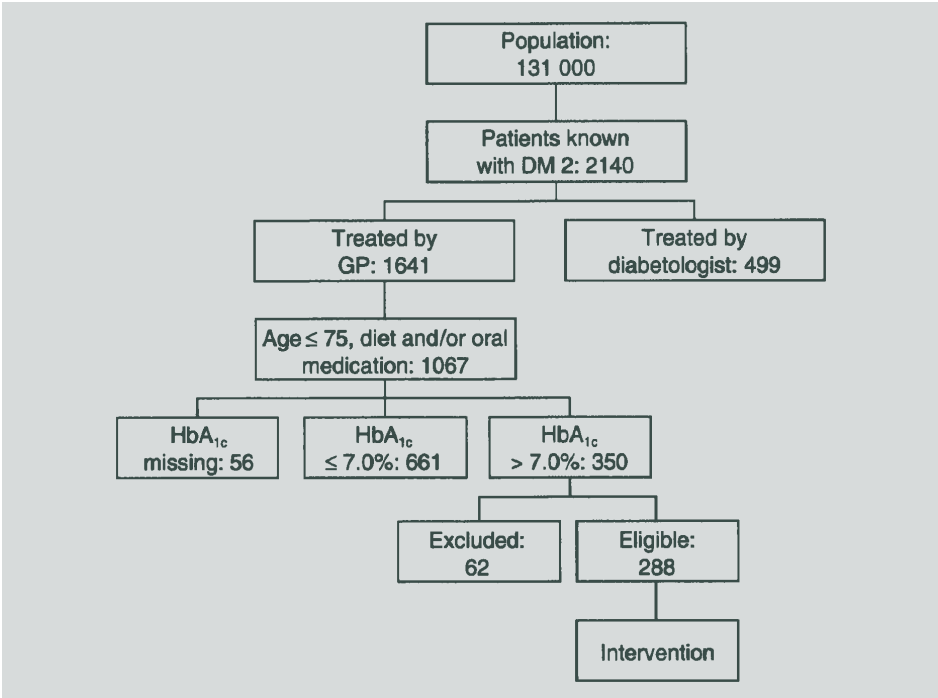 Population:
131 000
Patients known
with DM 2: 2140
Treated by
GP: 1641
Treated by
diabetologist: 499
Age ≤ 75, diet and/or oral
medication: 1067
HbA₁c
missing: 56
HbA₁c
≤ 7.0%: 661
HbA₁c
> 7.0%: 350
Excluded:
62
Eligible:
288
Intervention